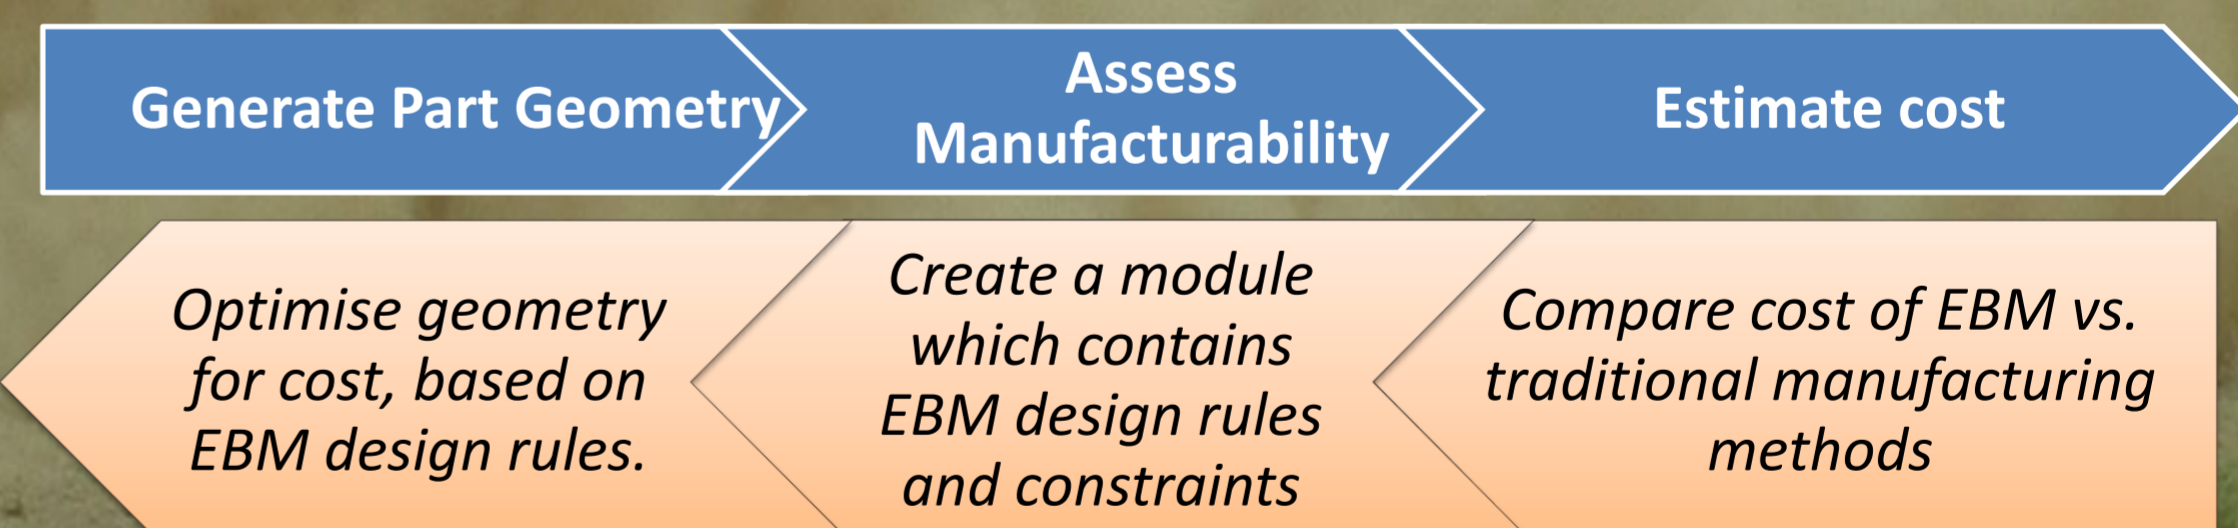 Generate Part Geometry
Assess
Manufacturability
Estimate cost
Optimise geometry
for cost, based on
EBM design rules.
Create a module
which contains
EBM design rules
and constraints
Compare cost of EBM vs.
traditional manufacturing
methods